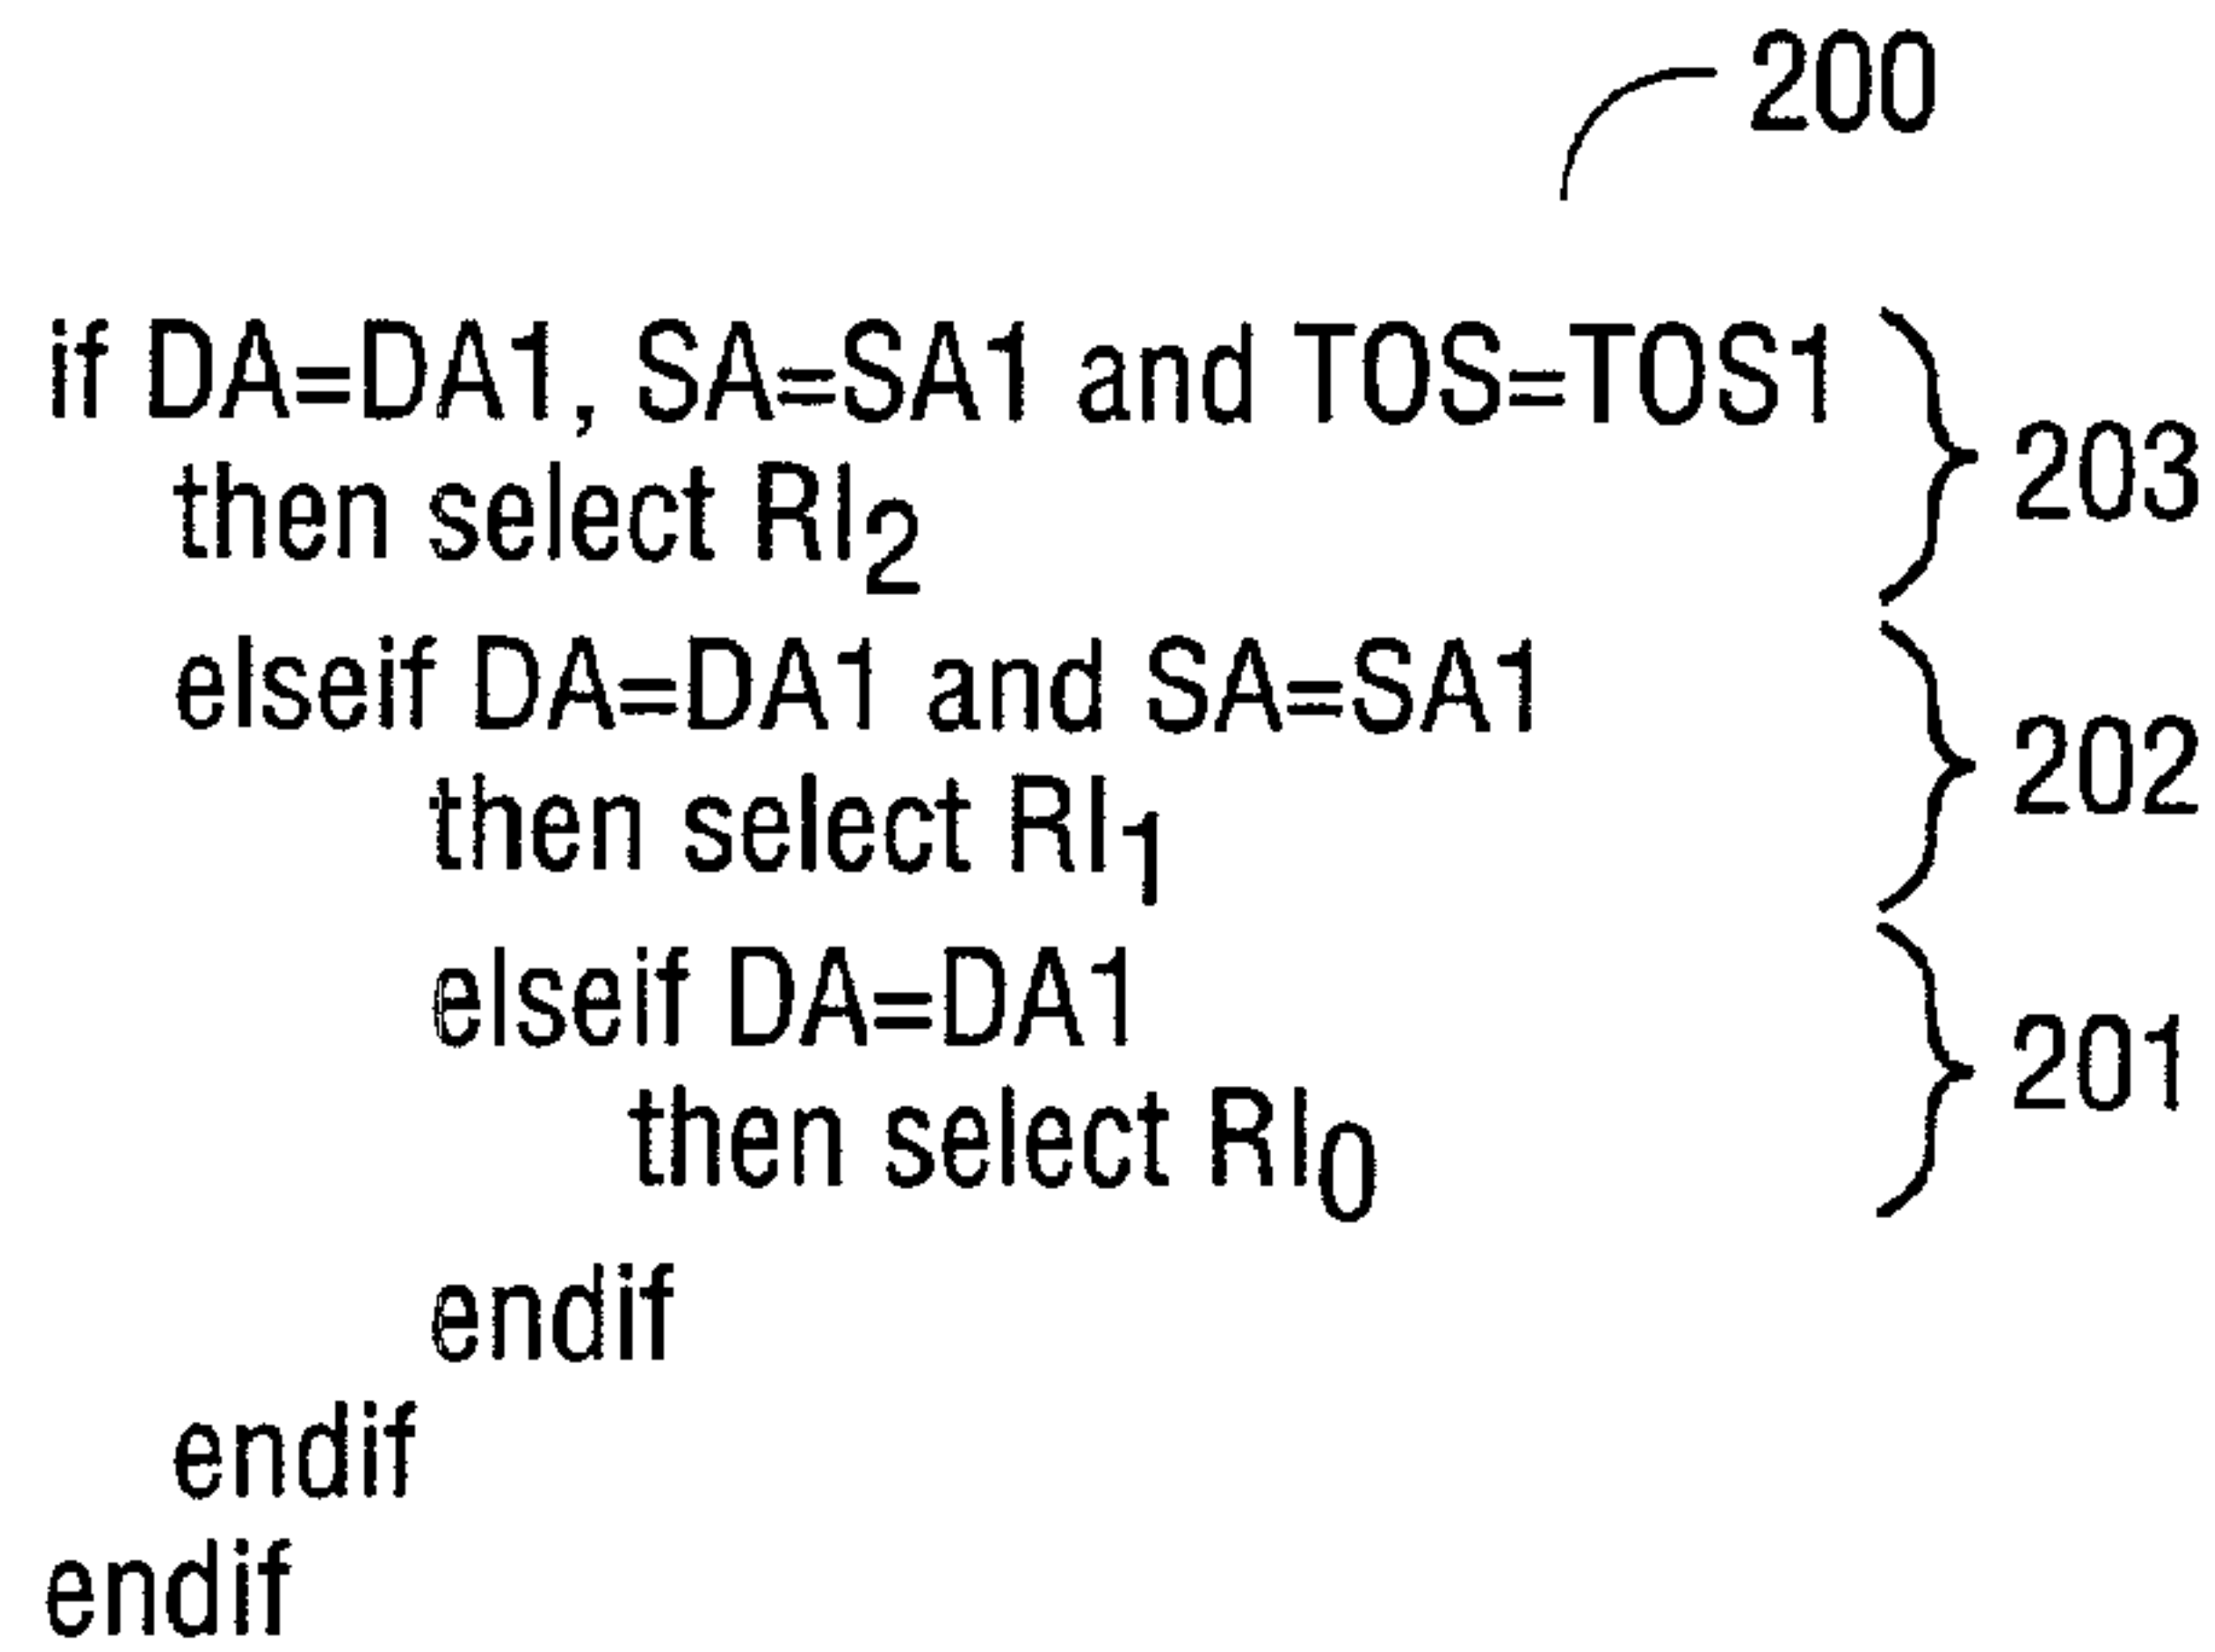 200
if DA=DA1, SA=SA1 and TOS=TOS1
203
then select RI₂
elseif DA=DA1 and SA=SA1
202
then select RI₁
elseif DA=DA1
201
then select RI₀
endif
endif
endif